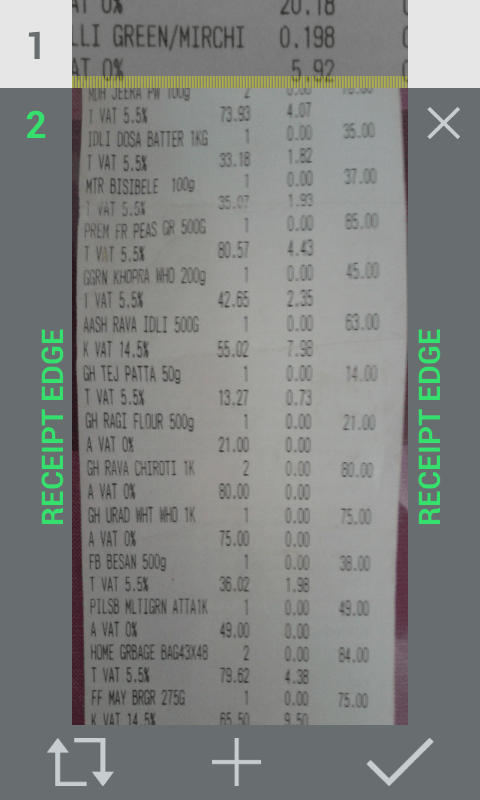 1
AT 0% 20.18
LLI GREEN/MIRCHI 0.198
AT 0% 5.92
2
MDH JEERA PW 100g 2 0.00
T VAT 5.5% 73.93 4.07
IDLI DOSA BATTER 1KG 1 0.00 35.00
T VAT 5.5% 33.18 1.82
MTR BISIBELE 100g 1 0.00 37.00
T VAT 5.5% 35.07 1.93
PREM FR PEAS GR 500G 1 0.00 85.00
T VAT 5.5% 80.57 4.43
GGRN KHOPRA WHO 200g 1 0.00 45.00
T VAT 5.5% 42.65 2.35
AASH RAVA IDLI 500G 1 0.00 63.00
K VAT 14.5% 55.02 7.98
GH TEJ PATTA 50g 1 0.00 14.00
T VAT 5.5% 13.27 0.73
GH RAGI FLOUR 500g 1 0.00 21.00
A VAT 0% 21.00 0.00
GH RAVA CHIROTI 1K 2 0.00 80.00
A VAT 0% 80.00 0.00
GH URAD WHT WHO 1K 1 0.00 75.00
A VAT 0% 75.00 0.00
FB BESAN 500g 1 0.00 38.00
T VAT 5.5% 36.02 1.98
PILSB MLTIGRN ATTA1K 1 0.00 49.00
A VAT 0% 49.00 0.00
HOME GRBAGE BAG43X48 2 0.00 84.00
T VAT 5.5% 79.62 4.38
FF MAY BRGR 275G 1 0.00 75.00
K VAT 14.5% 65.50 9.50
RECEIPT EDGE
RECEIPT EDGE